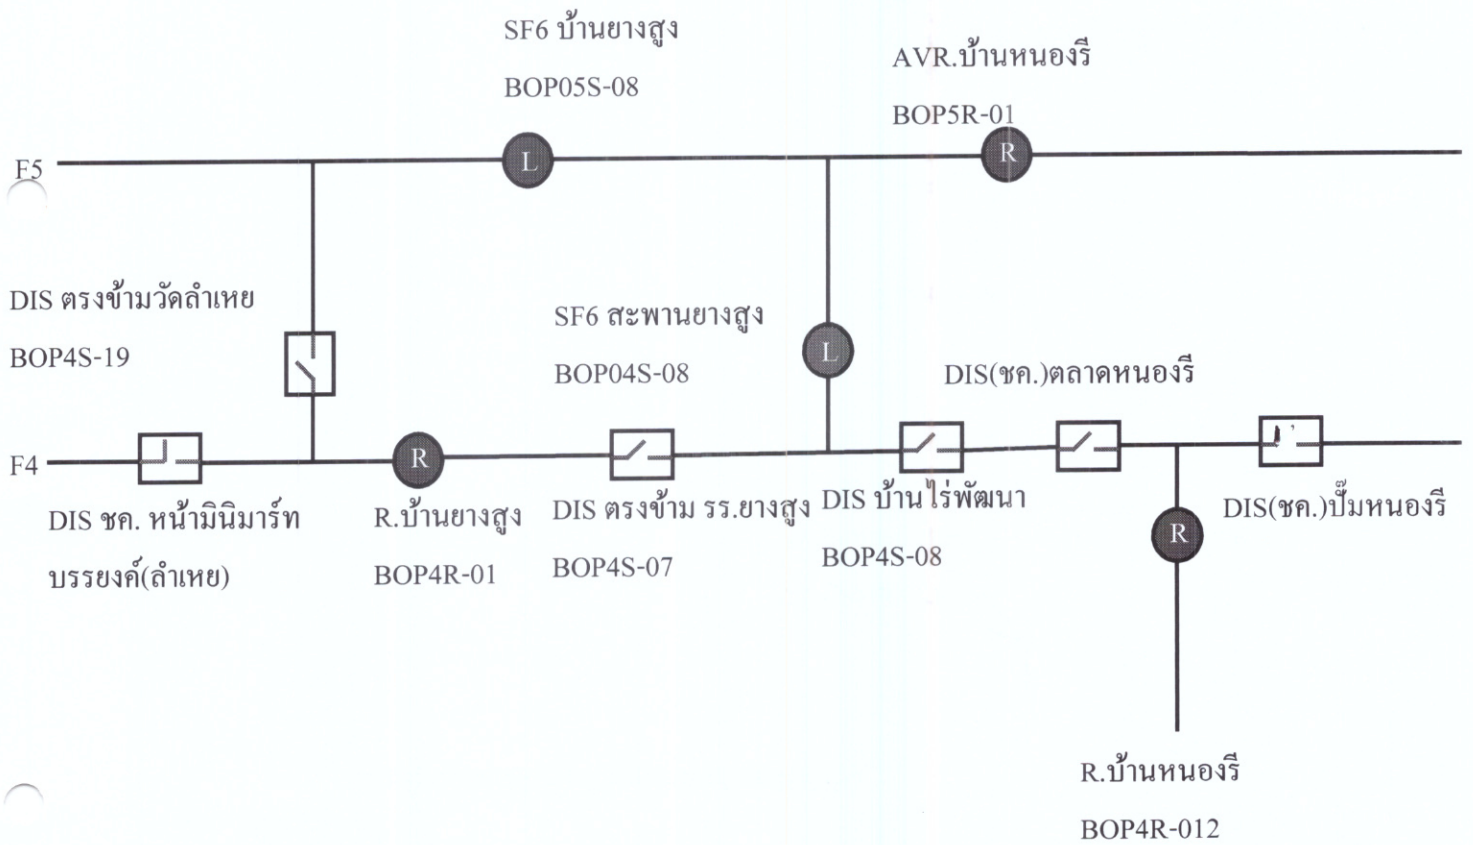 SF6 บ้านยางสูง
BOP05S-08
AVR.บ้านหนองรี
BOP5R-01
F5
L
R
DIS ตรงข้ามวัดลำเหย
BOP4S-19
SF6 สะพานยางสูง
BOP04S-08
L
DIS(ชค.)ตลาดหนองรี
F4
R
DIS ชค. หน้ามินิมาร์ท
บรรยงค์(ลำเหย)
R.บ้านยางสูง
BOP4R-01
DIS ตรงข้าม รร.ยางสูง
BOP4S-07
DIS บ้านไร่พัฒนา
BOP4S-08
DIS(ชค.)ปั๊มหนองรี
R
R.บ้านหนองรี
BOP4R-012